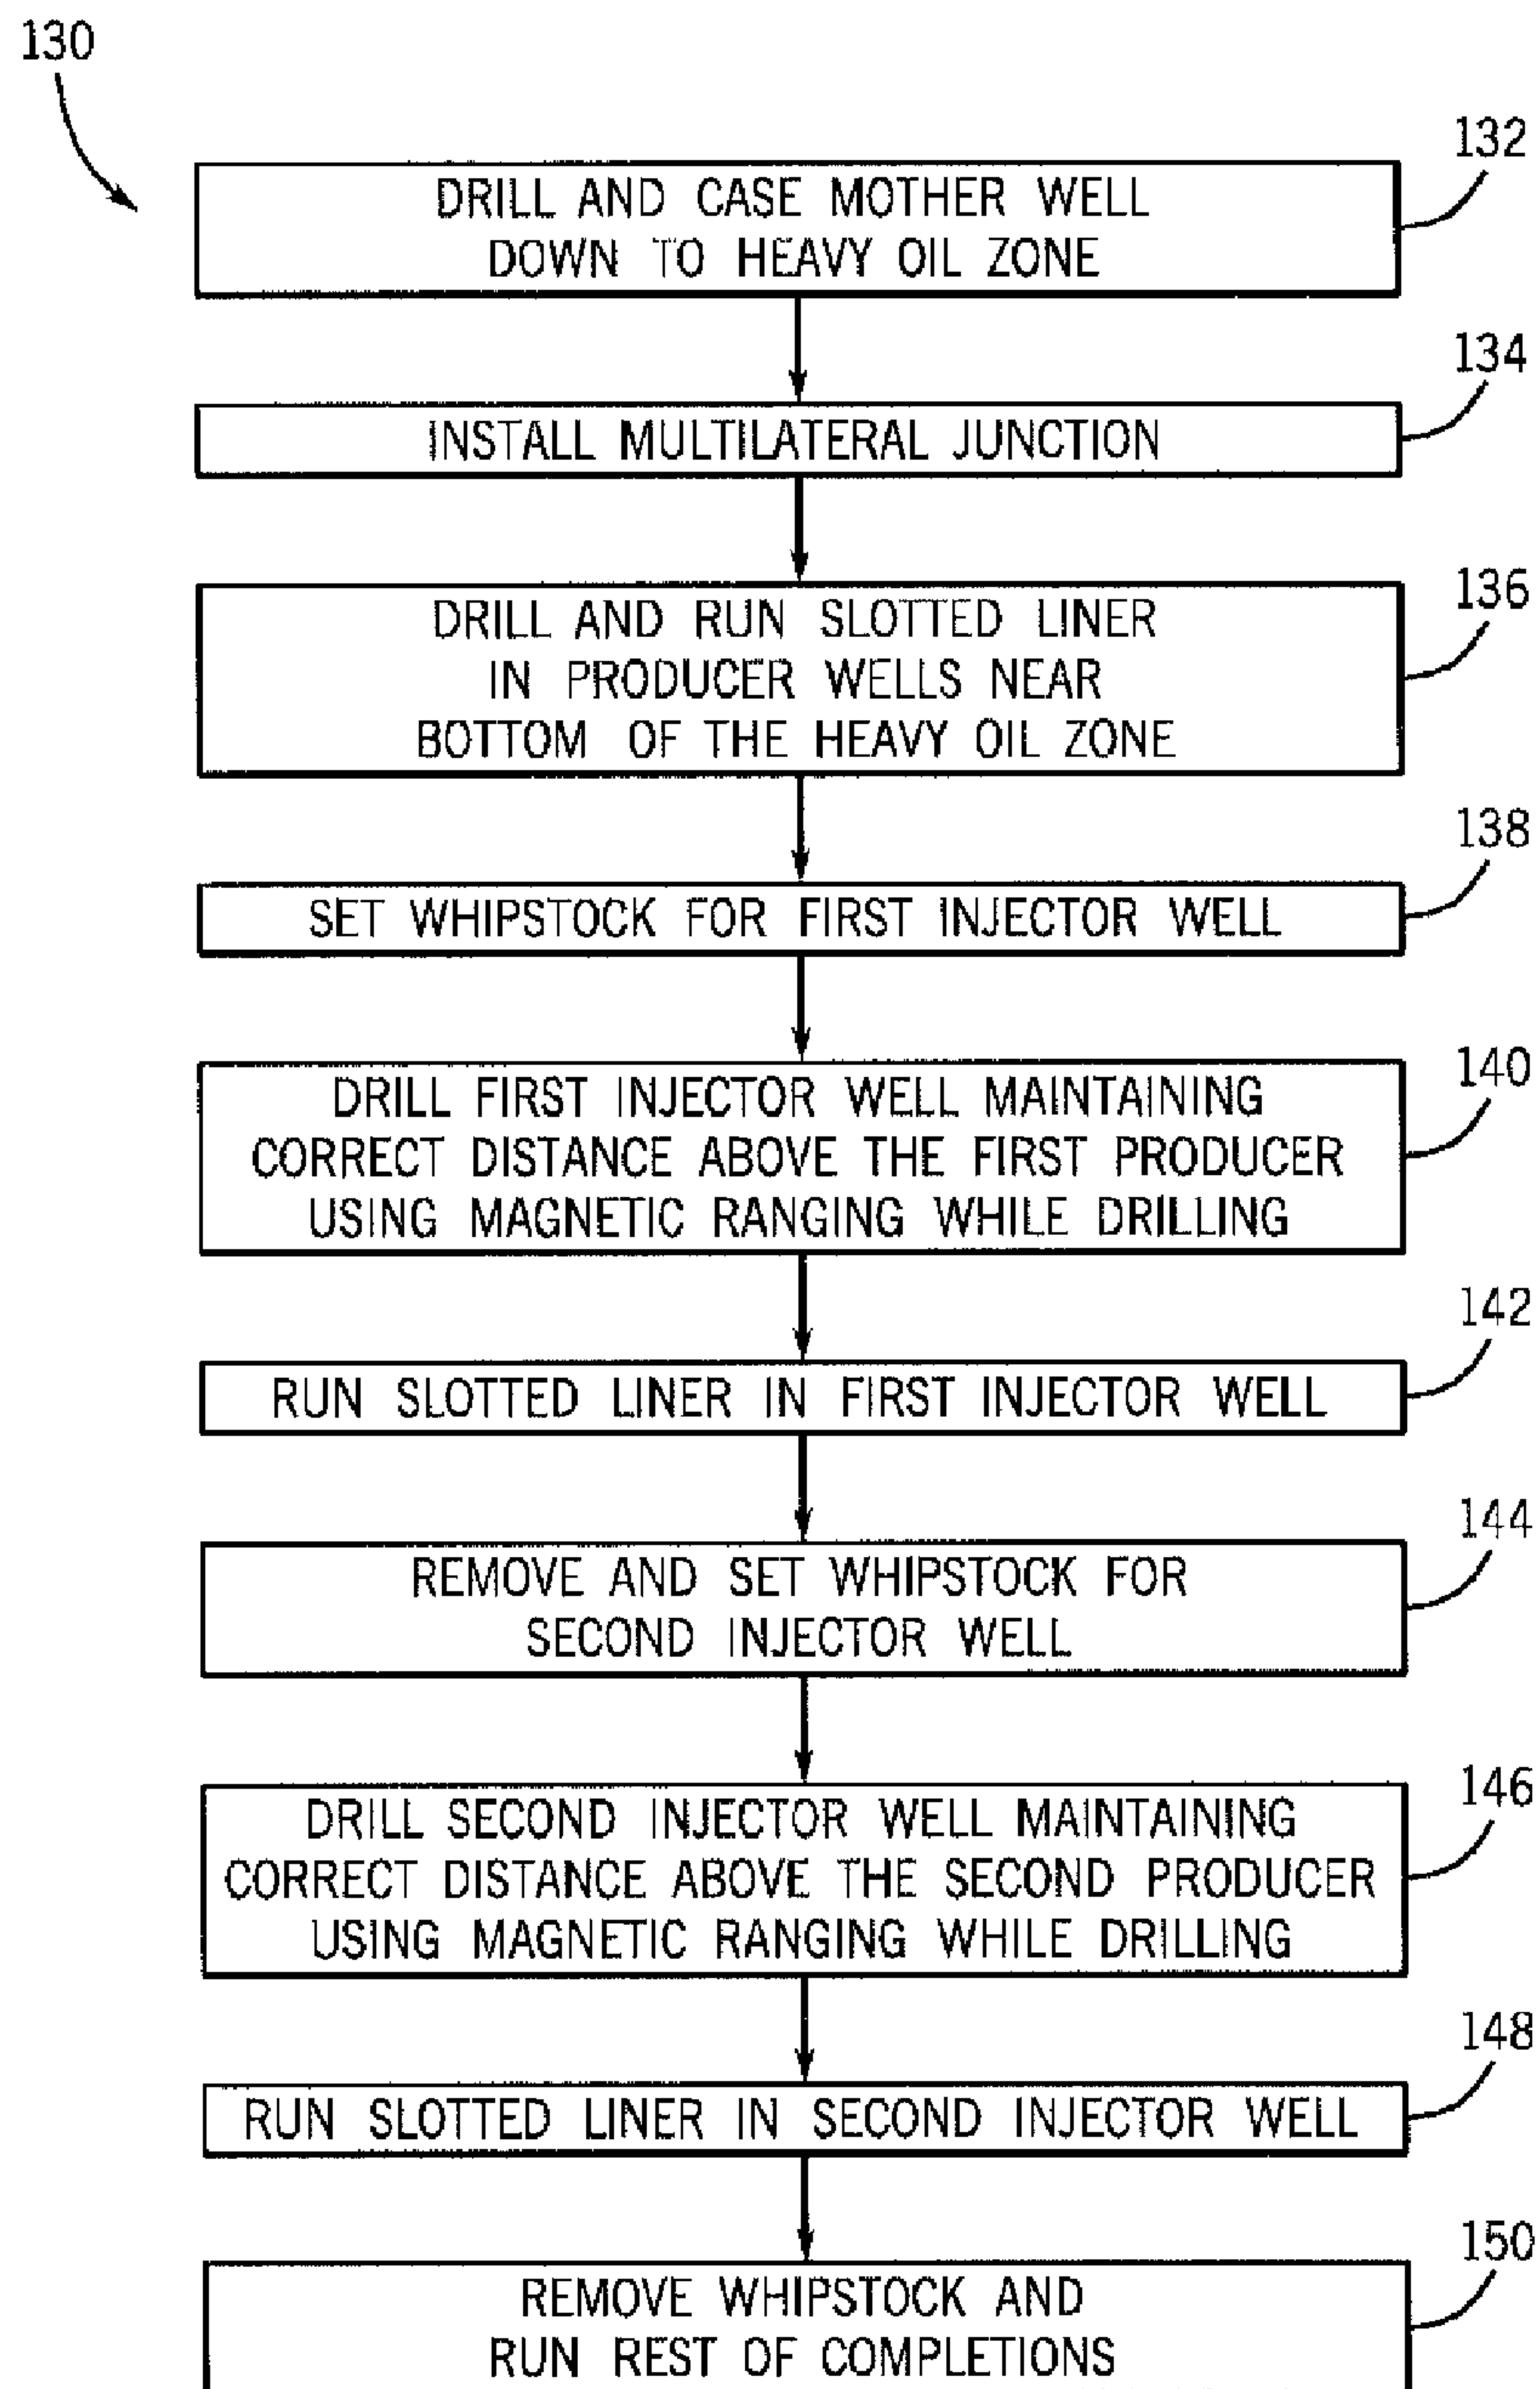 130
132
DRILL AND CASE MOTHER WELL
DOWN TO HEAVY OIL ZONE
134
INSTALL MULTILATERAL JUNCTION
136
DRILL AND RUN SLOTTED LINER
IN PRODUCER WELLS NEAR
BOTTOM OF THE HEAVY OIL ZONE
138
SET WHIPSTOCK FOR FIRST INJECTOR WELL
140
DRILL FIRST INJECTOR WELL MAINTAINING
CORRECT DISTANCE ABOVE THE FIRST PRODUCER
USING MAGNETIC RANGING WHILE DRILLING
142
RUN SLOTTED LINER IN FIRST INJECTOR WELL
144
REMOVE AND SET WHIPSTOCK FOR
SECOND INJECTOR WELL
146
DRILL SECOND INJECTOR WELL MAINTAINING
CORRECT DISTANCE ABOVE THE SECOND PRODUCER
USING MAGNETIC RANGING WHILE DRILLING
148
RUN SLOTTED LINER IN SECOND INJECTOR WELL
150
REMOVE WHIPSTOCK AND
RUN REST OF COMPLETIONS